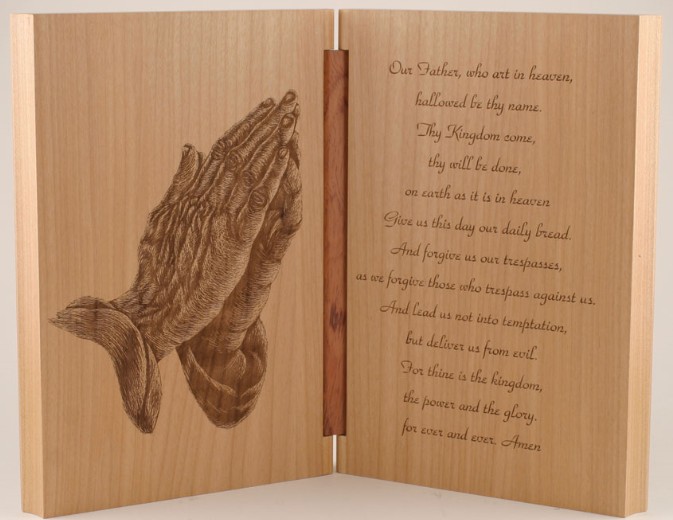 Our Father, who art in heaven,
hallowed be thy name.
Thy Kingdom come,
thy will be done,
on earth as it is in heaven
Give us this day our daily bread.
And forgive us our trespasses,
as we forgive those who trespass against us.
And lead us not into temptation,
but deliver us from evil.
For thine is the kingdom,
the power and the glory.
for ever and ever. Amen